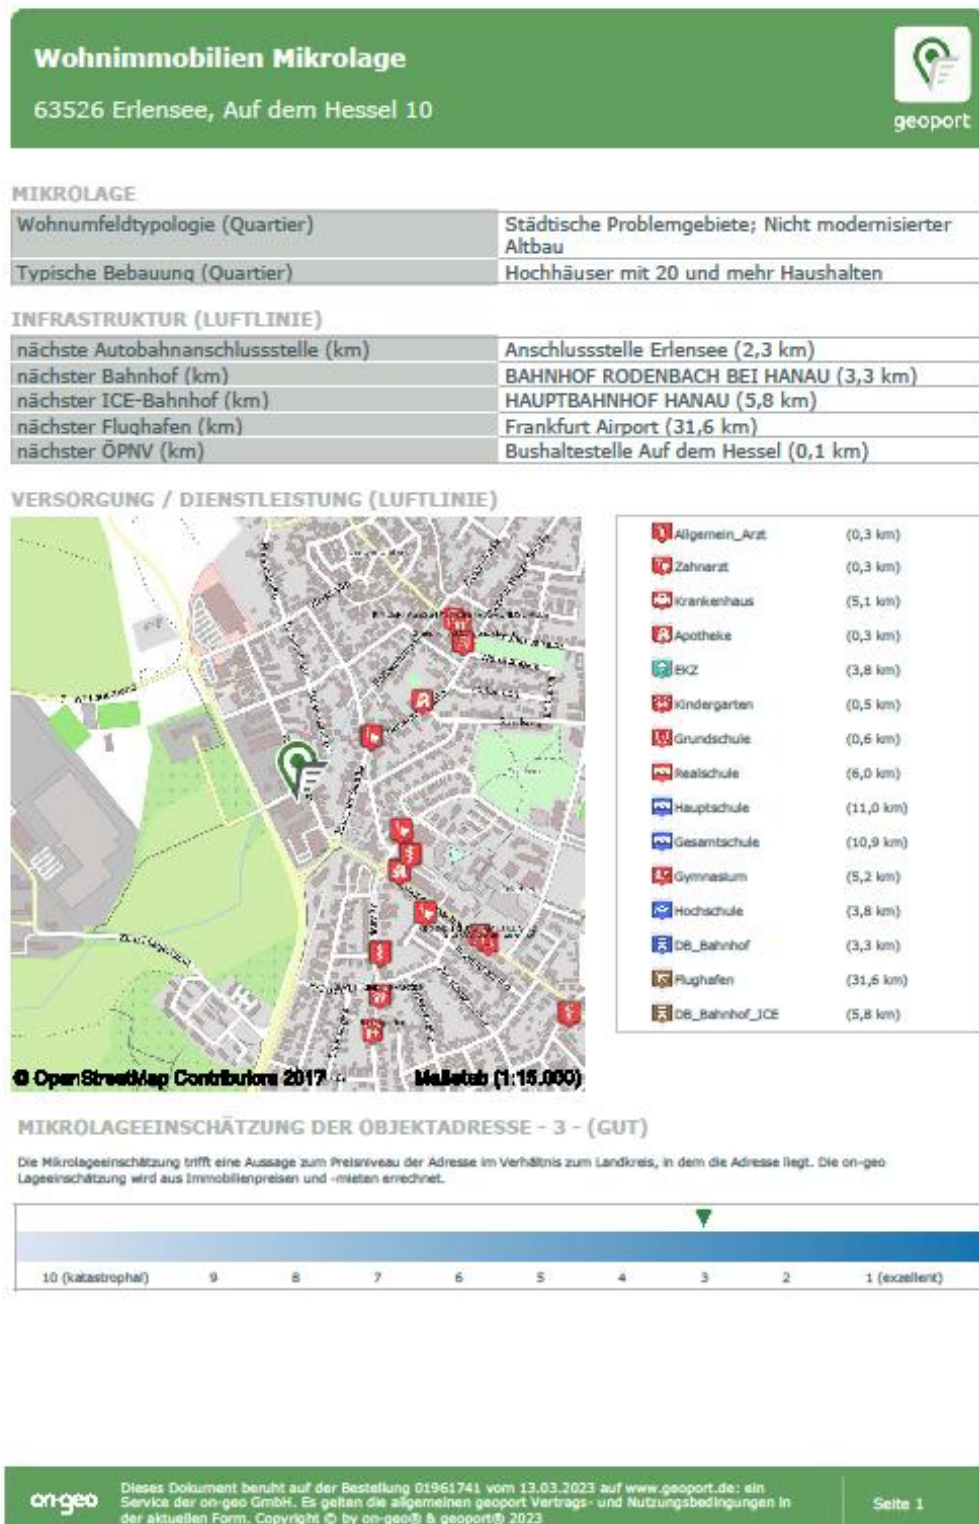 Wohnimmobilien Mikrolage
63526 Erlensee, Auf dem Hessel 10
geoport
MIKROLAGE
Wohnumfeldtypologie (Quartier) Städtische Problemgebiete; Nicht modernisierter
Altbau
Typische Bebauung (Quartier) Hochhäuser mit 20 und mehr Haushalten
INFRASTRUKTUR (LUFTLINIE)
nächste Autobahnanschlussstelle (km) Anschlussstelle Erlensee (2,3 km)
nächster Bahnhof (km) BAHNHOF RODENBACH BEI HANAU (3,3 km)
nächster ICE-Bahnhof (km) HAUPTBAHNHOF HANAU (5,8 km)
nächster Flughafen (km) Frankfurt Airport (31,6 km)
nächster ÖPNV (km) Bushaltestelle Auf dem Hessel (0,1 km)
VERSORGUNG / DIENSTLEISTUNG (LUFTLINIE)
Allgemein_Arzt (0,3 km)
Zahnarzt (0,3 km)
Krankenhaus (5,1 km)
Apotheke (0,3 km)
EKZ (3,8 km)
Kindergarten (0,5 km)
Grundschule (0,6 km)
Realschule (6,0 km)
Hauptschule (11,0 km)
Gesamtschule (10,9 km)
Gymnasium (5,2 km)
Hochschule (3,8 km)
DB_Bahnhof (3,3 km)
Flughafen (31,6 km)
DB_Bahnhof_ICE (5,8 km)
© OpenStreetMap Contributors 2017 Maßstab (1:15.000)
MIKROLAGEEINSCHÄTZUNG DER OBJEKTADRESSE - 3 - (GUT)
Die Mikrolageeinschätzung trifft eine Aussage zum Preisniveau der Adresse im Verhältnis zum Landkreis, in dem die Adresse liegt. Die on-geo
Lageeinschätzung wird aus Immobilienpreisen und -mieten errechnet.
10 (katastrophal) 9 8 7 6 5 4 3 2 1 (exzellent)
on-geo
Dieses Dokument beruht auf der Bestellung 01961741 vom 13.03.2023 auf www.geoport.de: ein
Service der on-geo GmbH. Es gelten die allgemeinen geoport Vertrags- und Nutzungsbedingungen in
der aktuellen Form. Copyright © by on-geo® & geoport® 2023
Seite 1